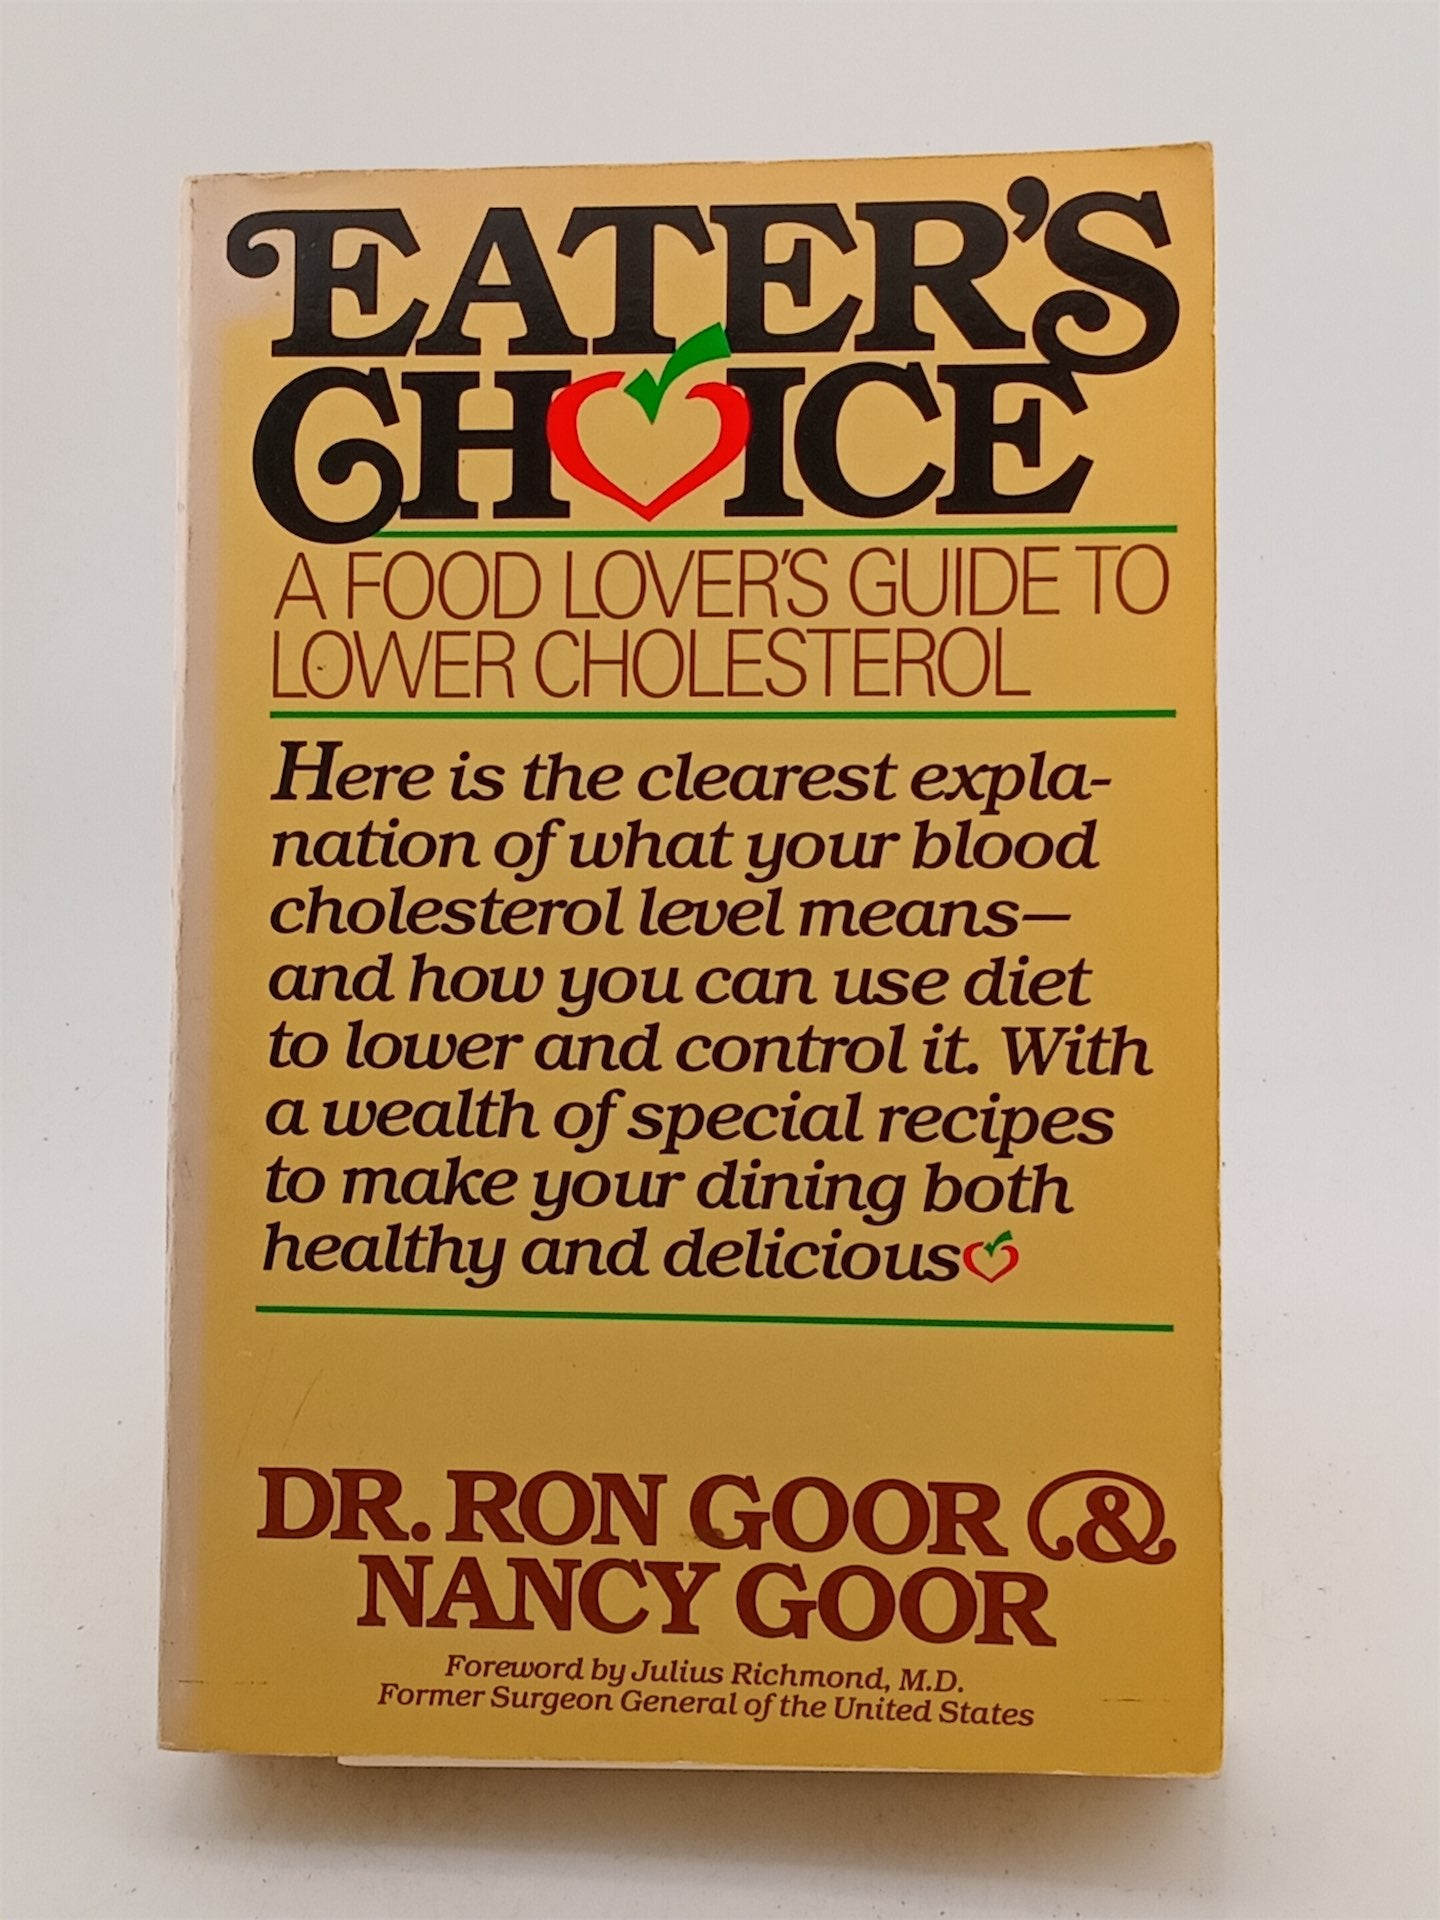 EATER'S
CHOICE
A FOOD LOVER'S GUIDE TO
LOWER CHOLESTEROL
Here is the clearest expla-
nation of what your blood
cholesterol level means—
and how you can use diet
to lower and control it. With
a wealth of special recipes
to make your dining both
healthy and delicious
DR. RON GOOR &
NANCY GOOR
Foreword by Julius Richmond, M.D.
Former Surgeon General of the United States